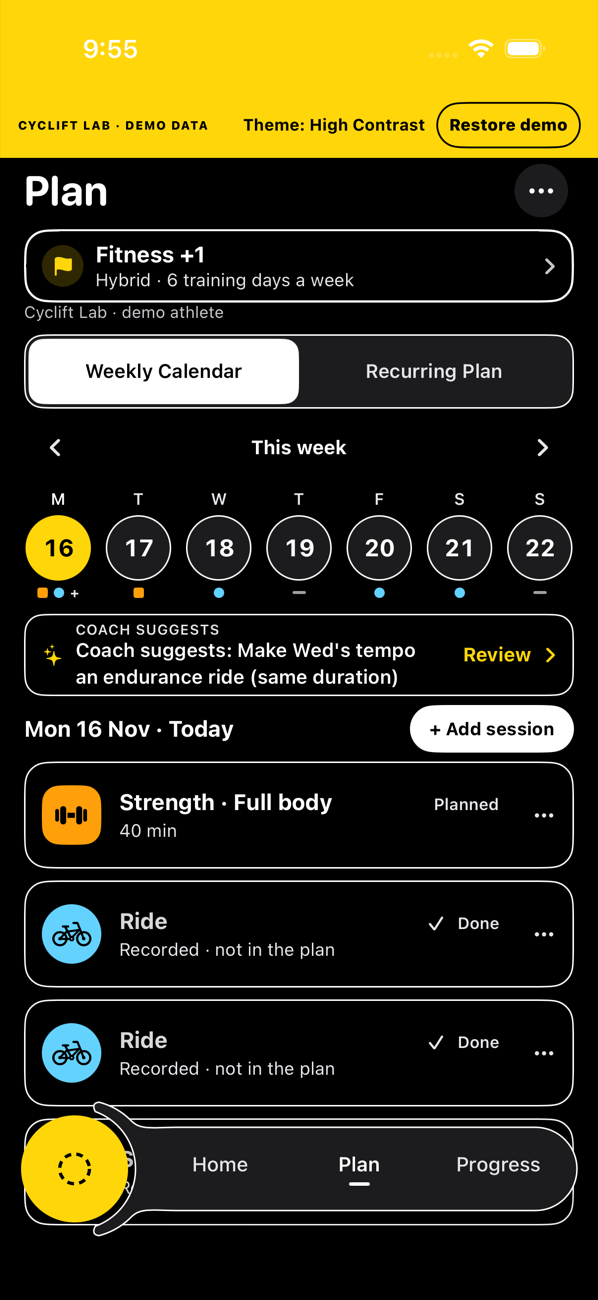 9:55
CYCLIFT LAB · DEMO DATA
Theme: High Contrast
Restore demo
Plan
Fitness +1
Hybrid · 6 training days a week
Cyclift Lab · demo athlete
Weekly Calendar
Recurring Plan
This week
M T W T F S S
16 17 18 19 20 21 22
+
COACH SUGGESTS
Coach suggests: Make Wed's tempo
an endurance ride (same duration)
Review
Mon 16 Nov · Today
+ Add session
Strength · Full body
Planned
40 min
Ride
Done
Recorded · not in the plan
Ride
Done
Recorded · not in the plan
Home
Plan
Progress